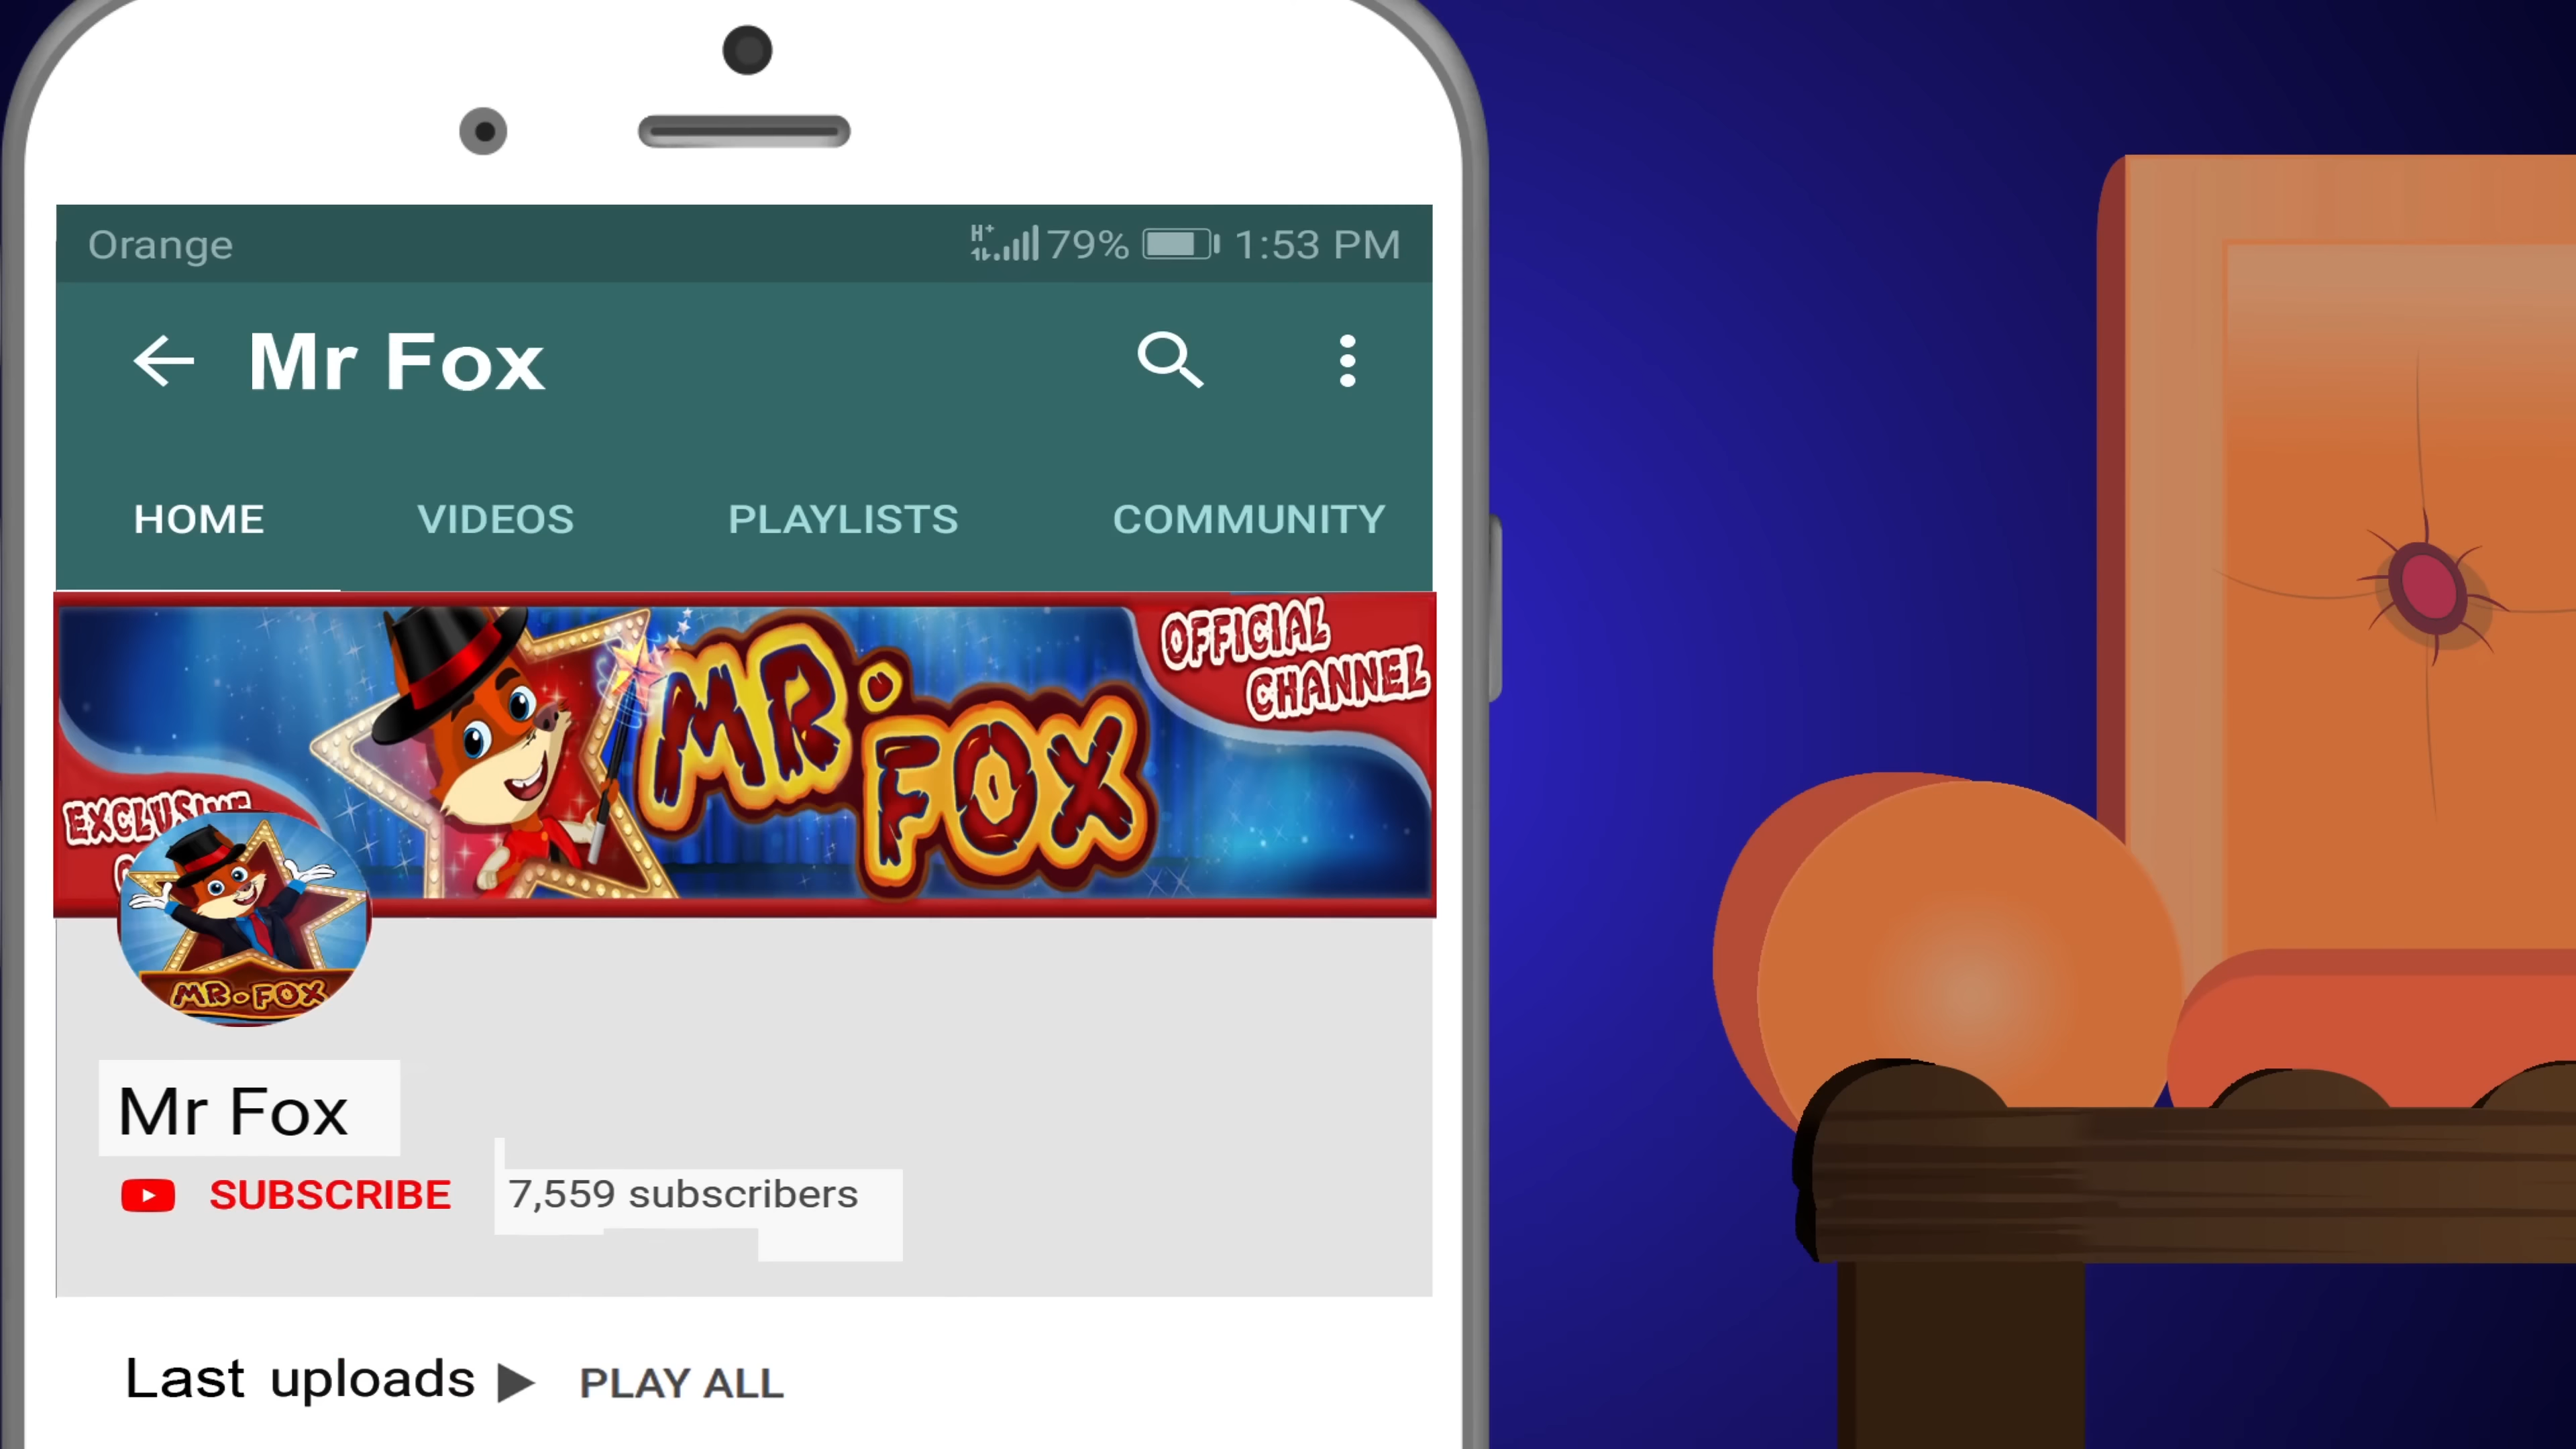 Orange
H+ 79% 1:53 PM
Mr Fox
HOME VIDEOS PLAYLISTS COMMUNITY
OFFICIAL
CHANNEL
MR.
FOX
EXCLUSIVE
MR. FOX
Mr Fox
SUBSCRIBE 7,559 subscribers
Last uploads PLAY ALL